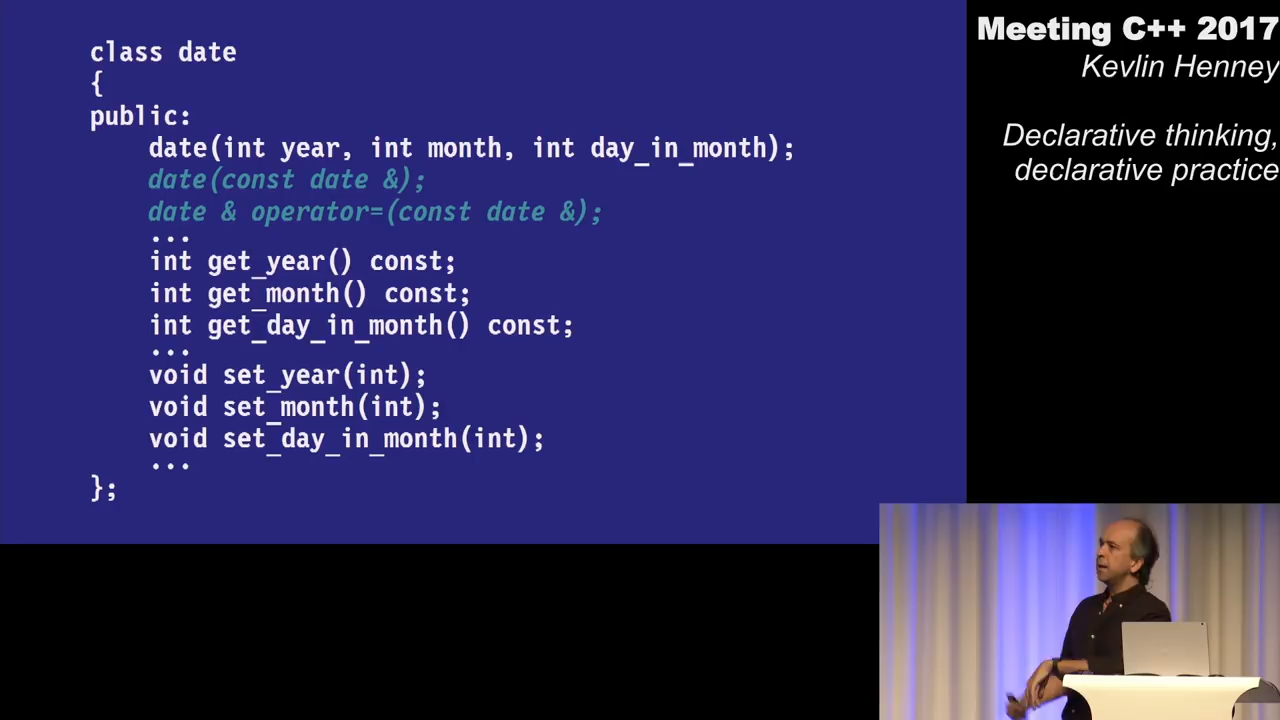 class date
{
public:
date(int year, int month, int day_in_month);
date(const date &);
date & operator=(const date &);
...
int get_year() const;
int get_month() const;
int get_day_in_month() const;
...
void set_year(int);
void set_month(int);
void set_day_in_month(int);
...
};
Meeting C++ 2017
Kevlin Henney
Declarative thinking,
declarative practice